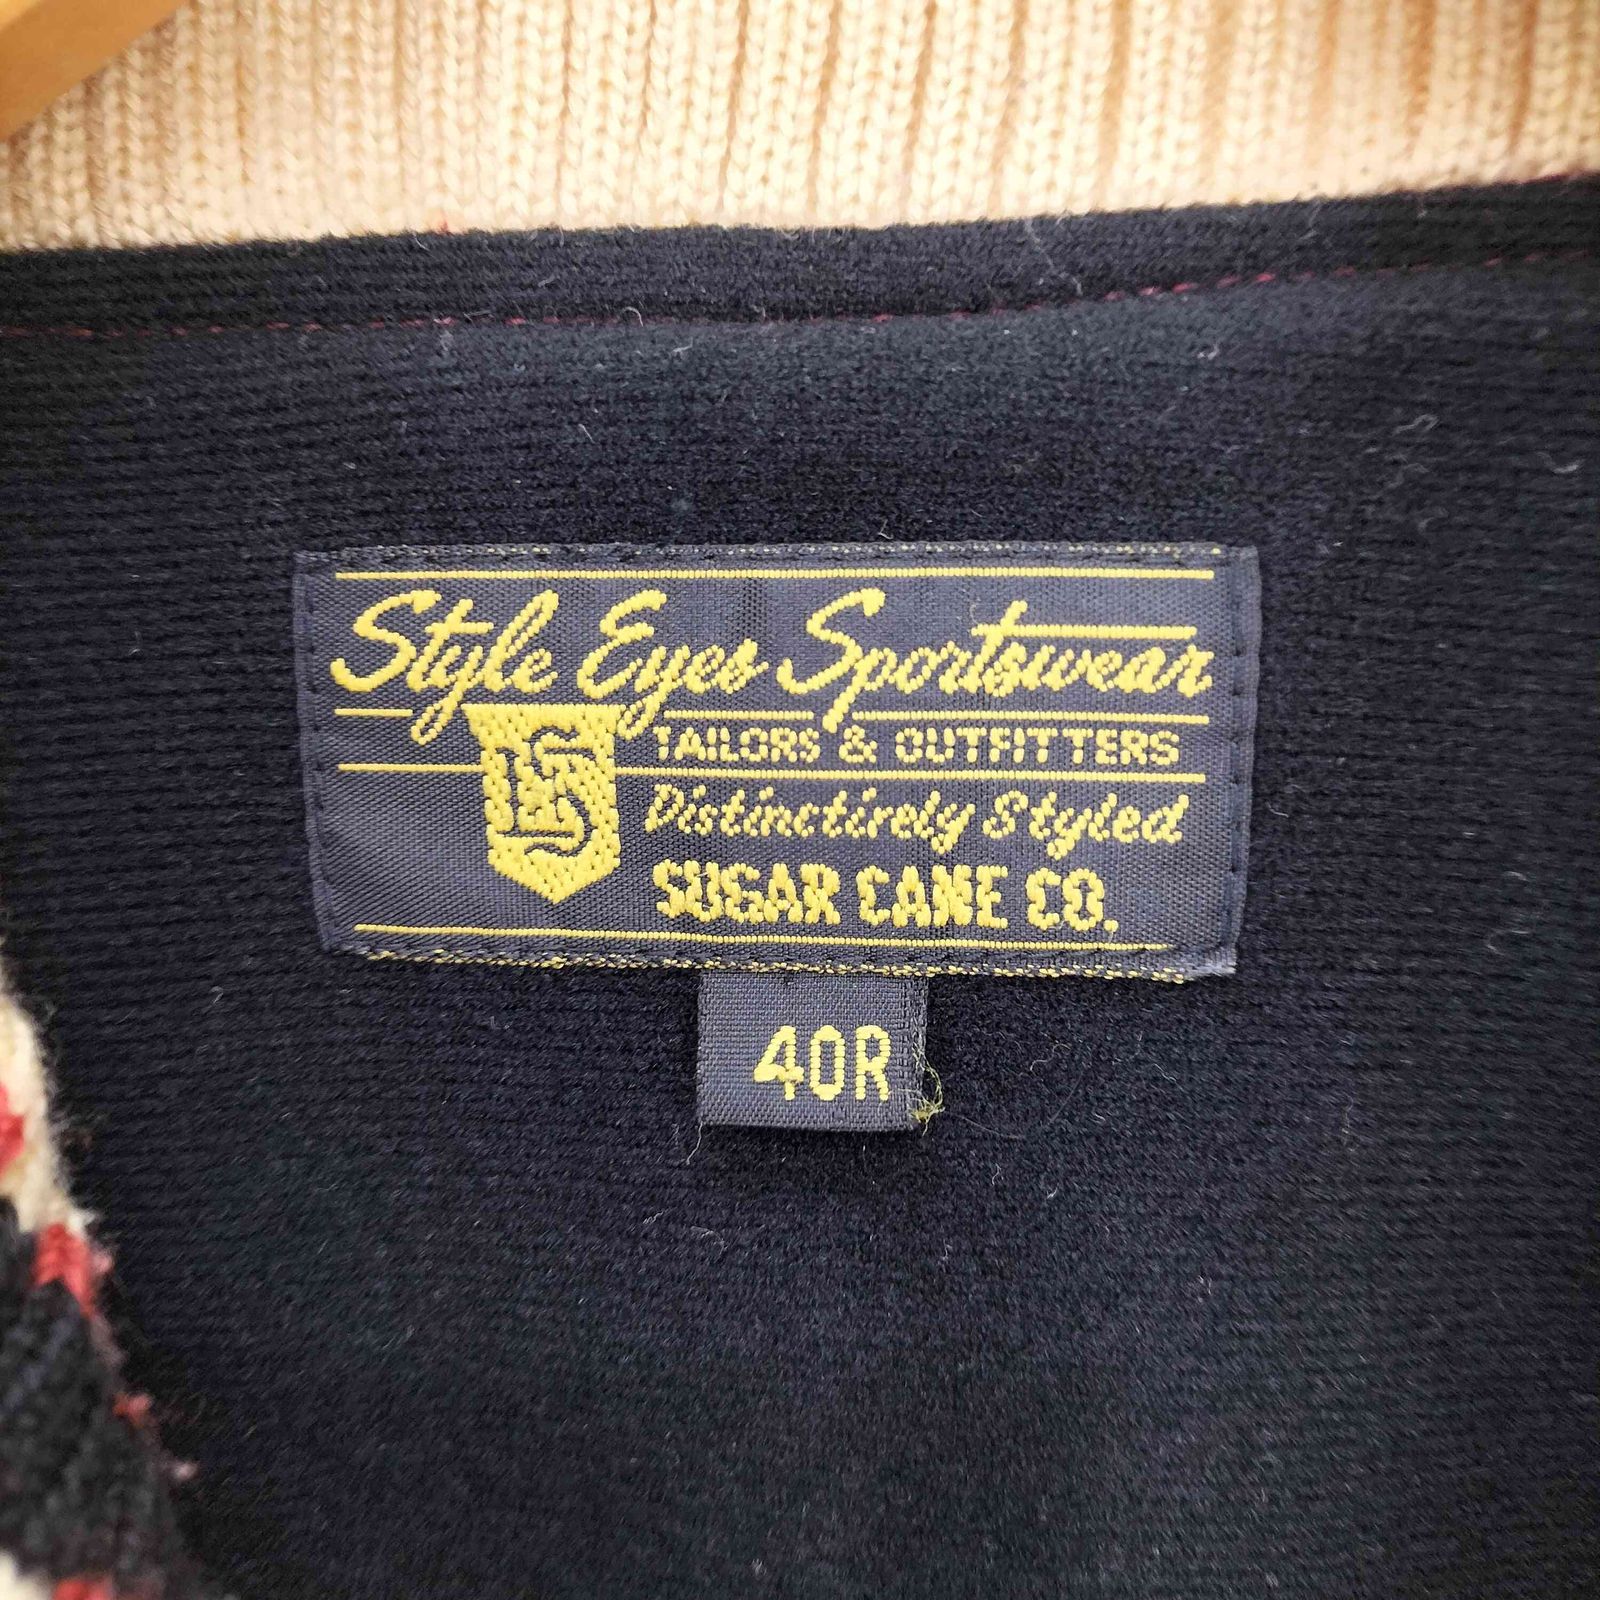 Style Eyes Sportswear
TAILORS & OUTFITTERS
Distinctively Styled
SUGAR CANE CO.
40R